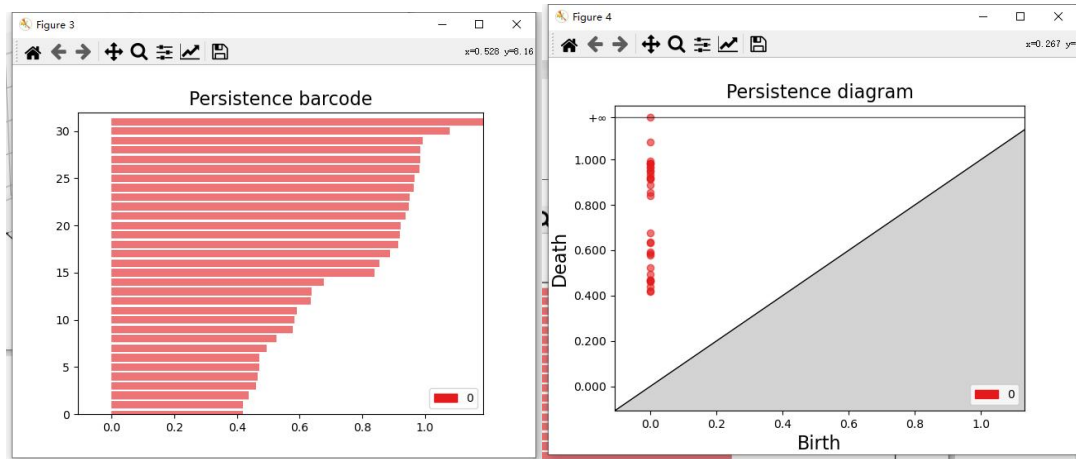 Figure 3
x=0.528 y=8.16
Persistence barcode
30
25
20
15
10
5
0
0.0 0.2 0.4 0.6 0.8 1.0
0
Figure 4
x=0.267 y=
Persistence diagram
+∞
1.000
0.800
0.600
0.400
0.200
0.000
Death
0.0 0.2 0.4 0.6 0.8 1.0
Birth
0